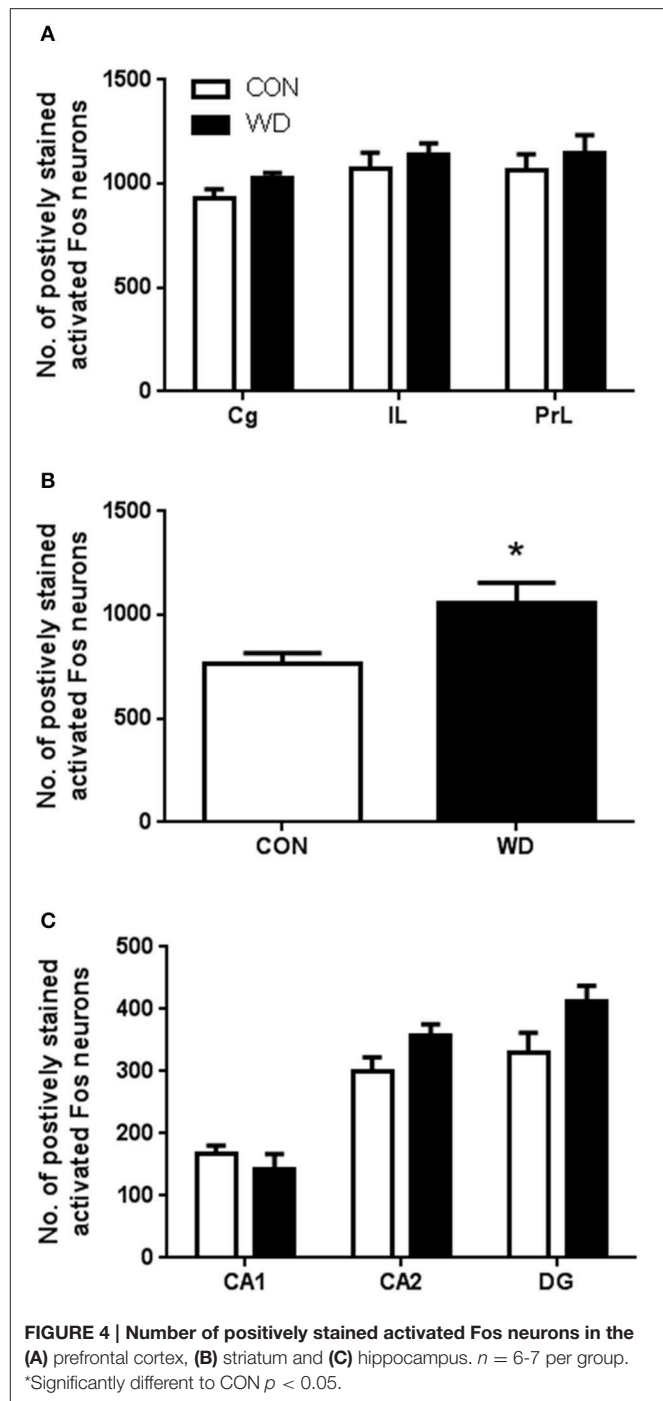 A
No. of postively stained
activated Fos neurons
1500
1000
500
0
CON
WD
Cg IL PrL
B
No. of postively stained
activated Fos neurons
1500
1000
500
0
*
CON WD
C
No. of postively stained
activated Fos neurons
500
400
300
200
100
0
CA1 CA2 DG
FIGURE 4 | Number of positively stained activated Fos neurons in the
(A) prefrontal cortex, (B) striatum and (C) hippocampus. n = 6-7 per group.
*Significantly different to CON p < 0.05.